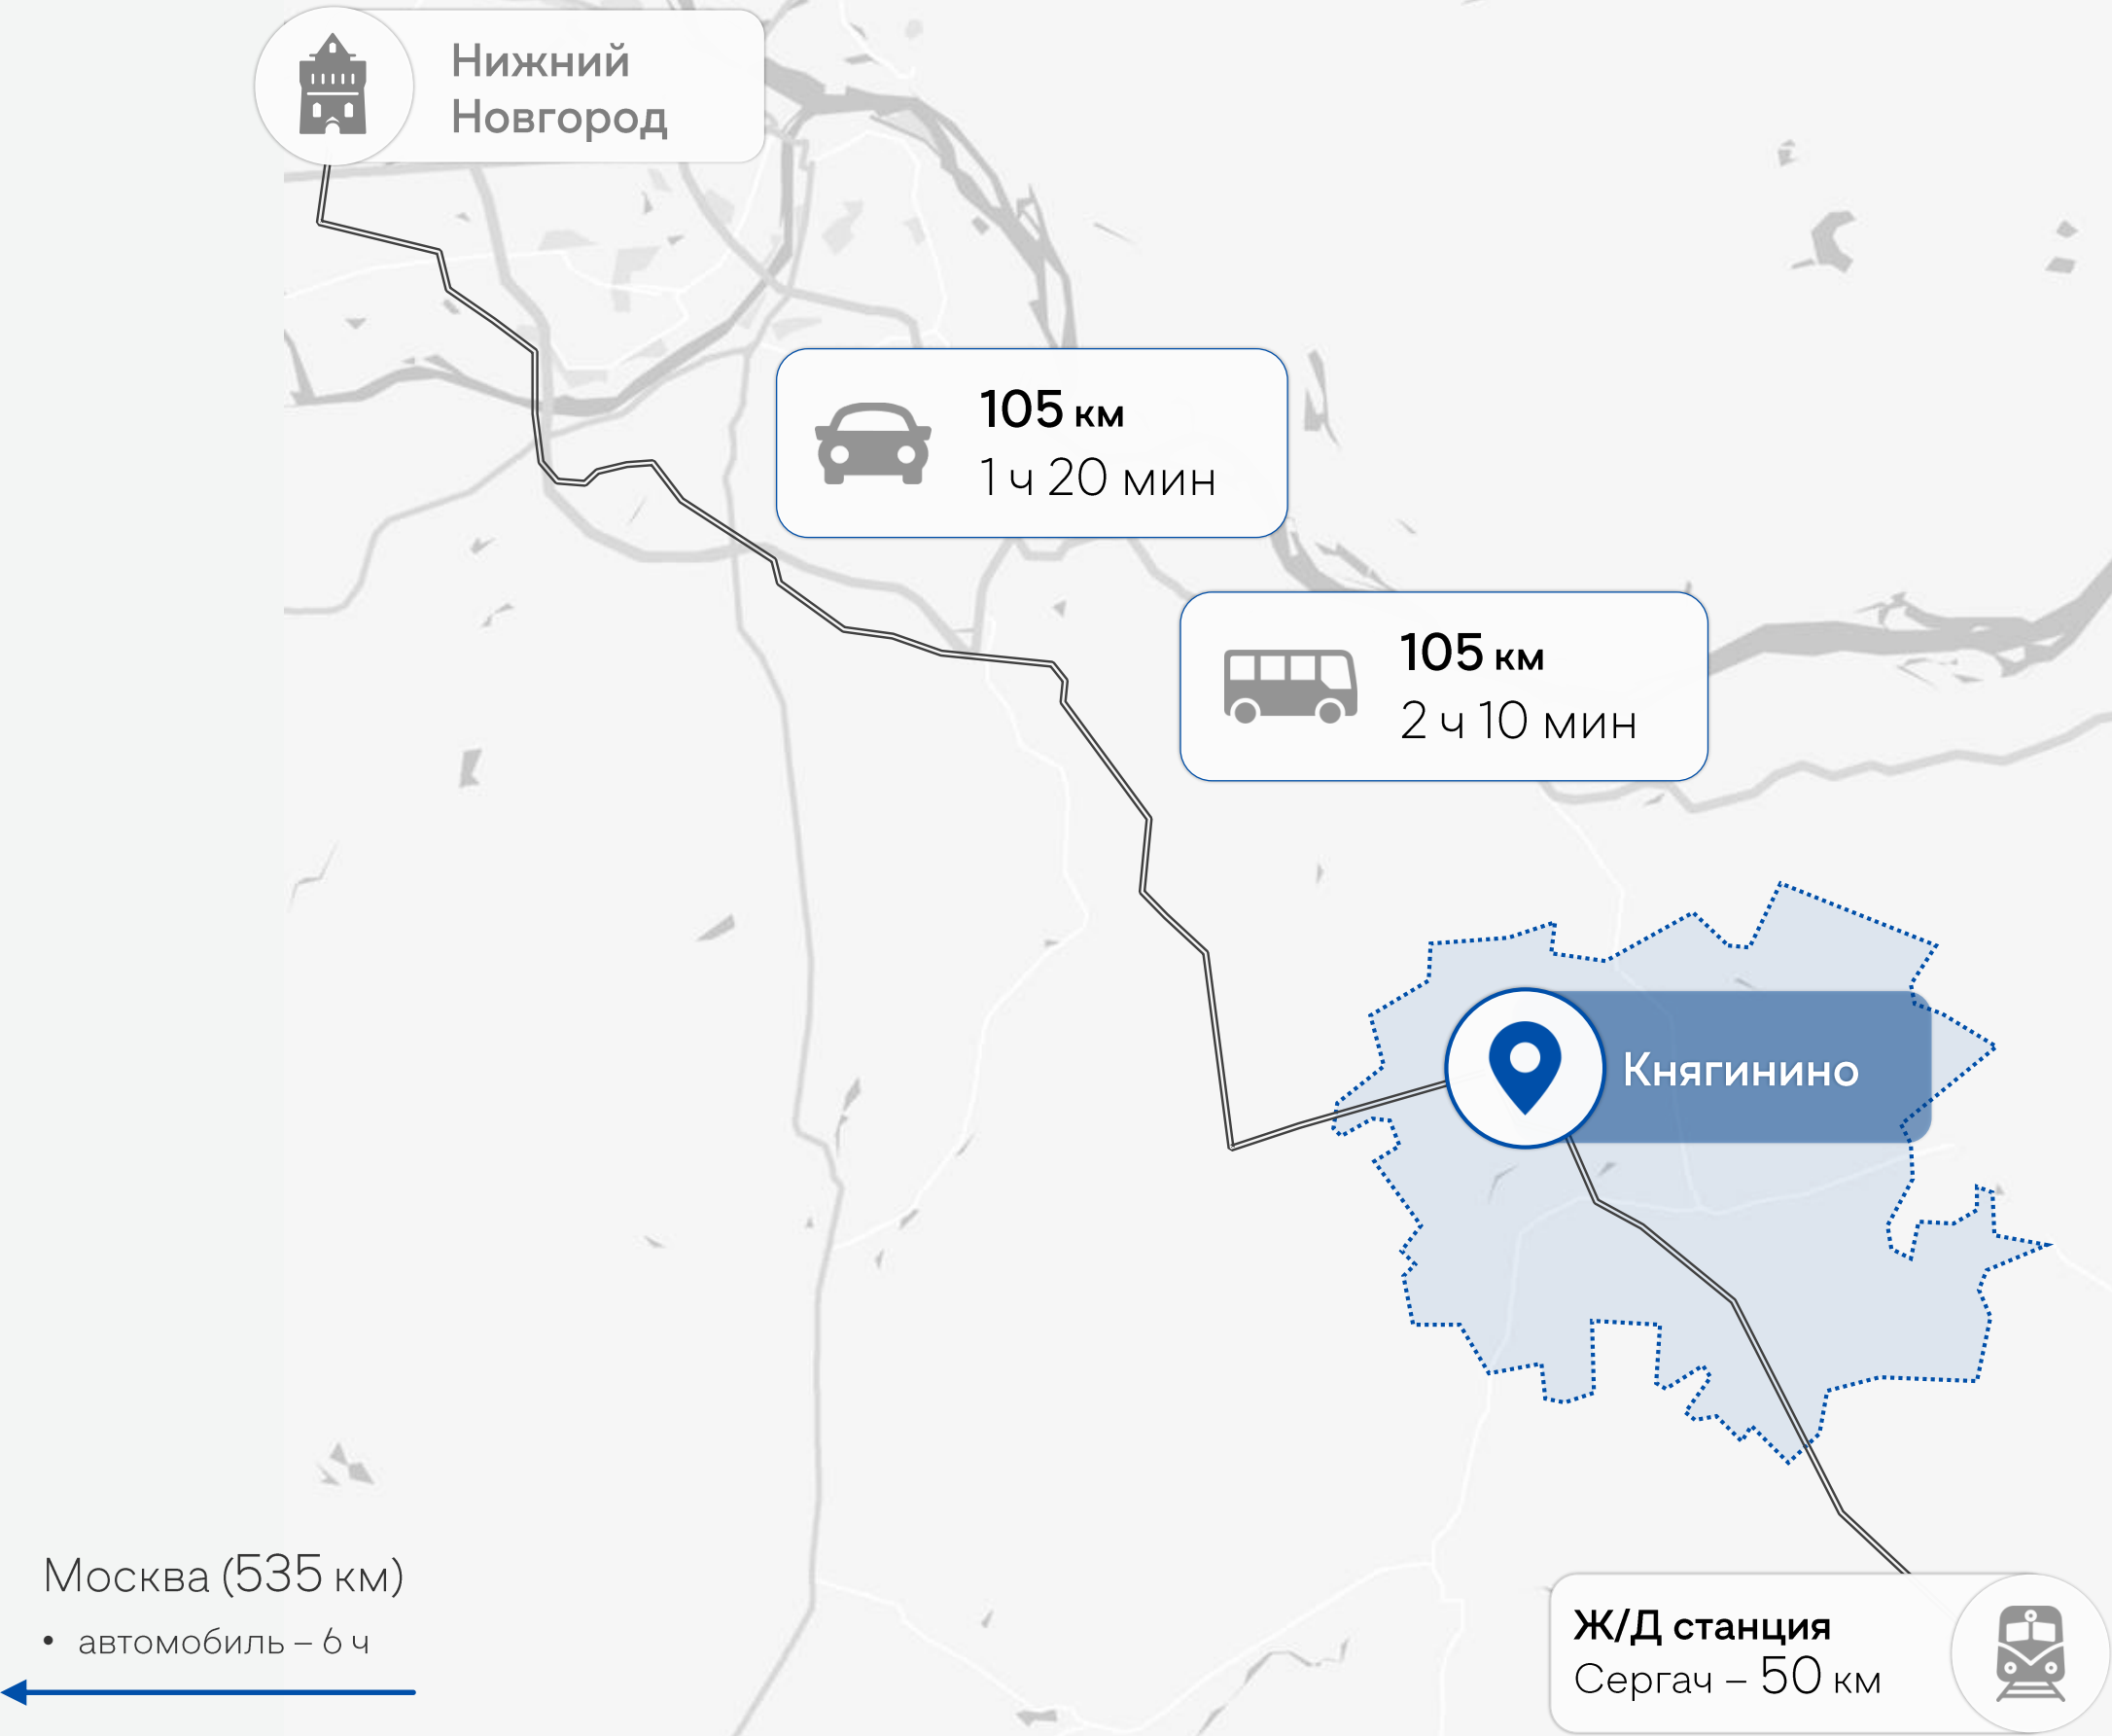 Нижний
Новгород
105 км
1 ч 20 мин
105 км
2 ч 10 мин
Княгинино
Москва (535 км)
• автомобиль – 6 ч
Ж/Д станция
Сергач – 50 км